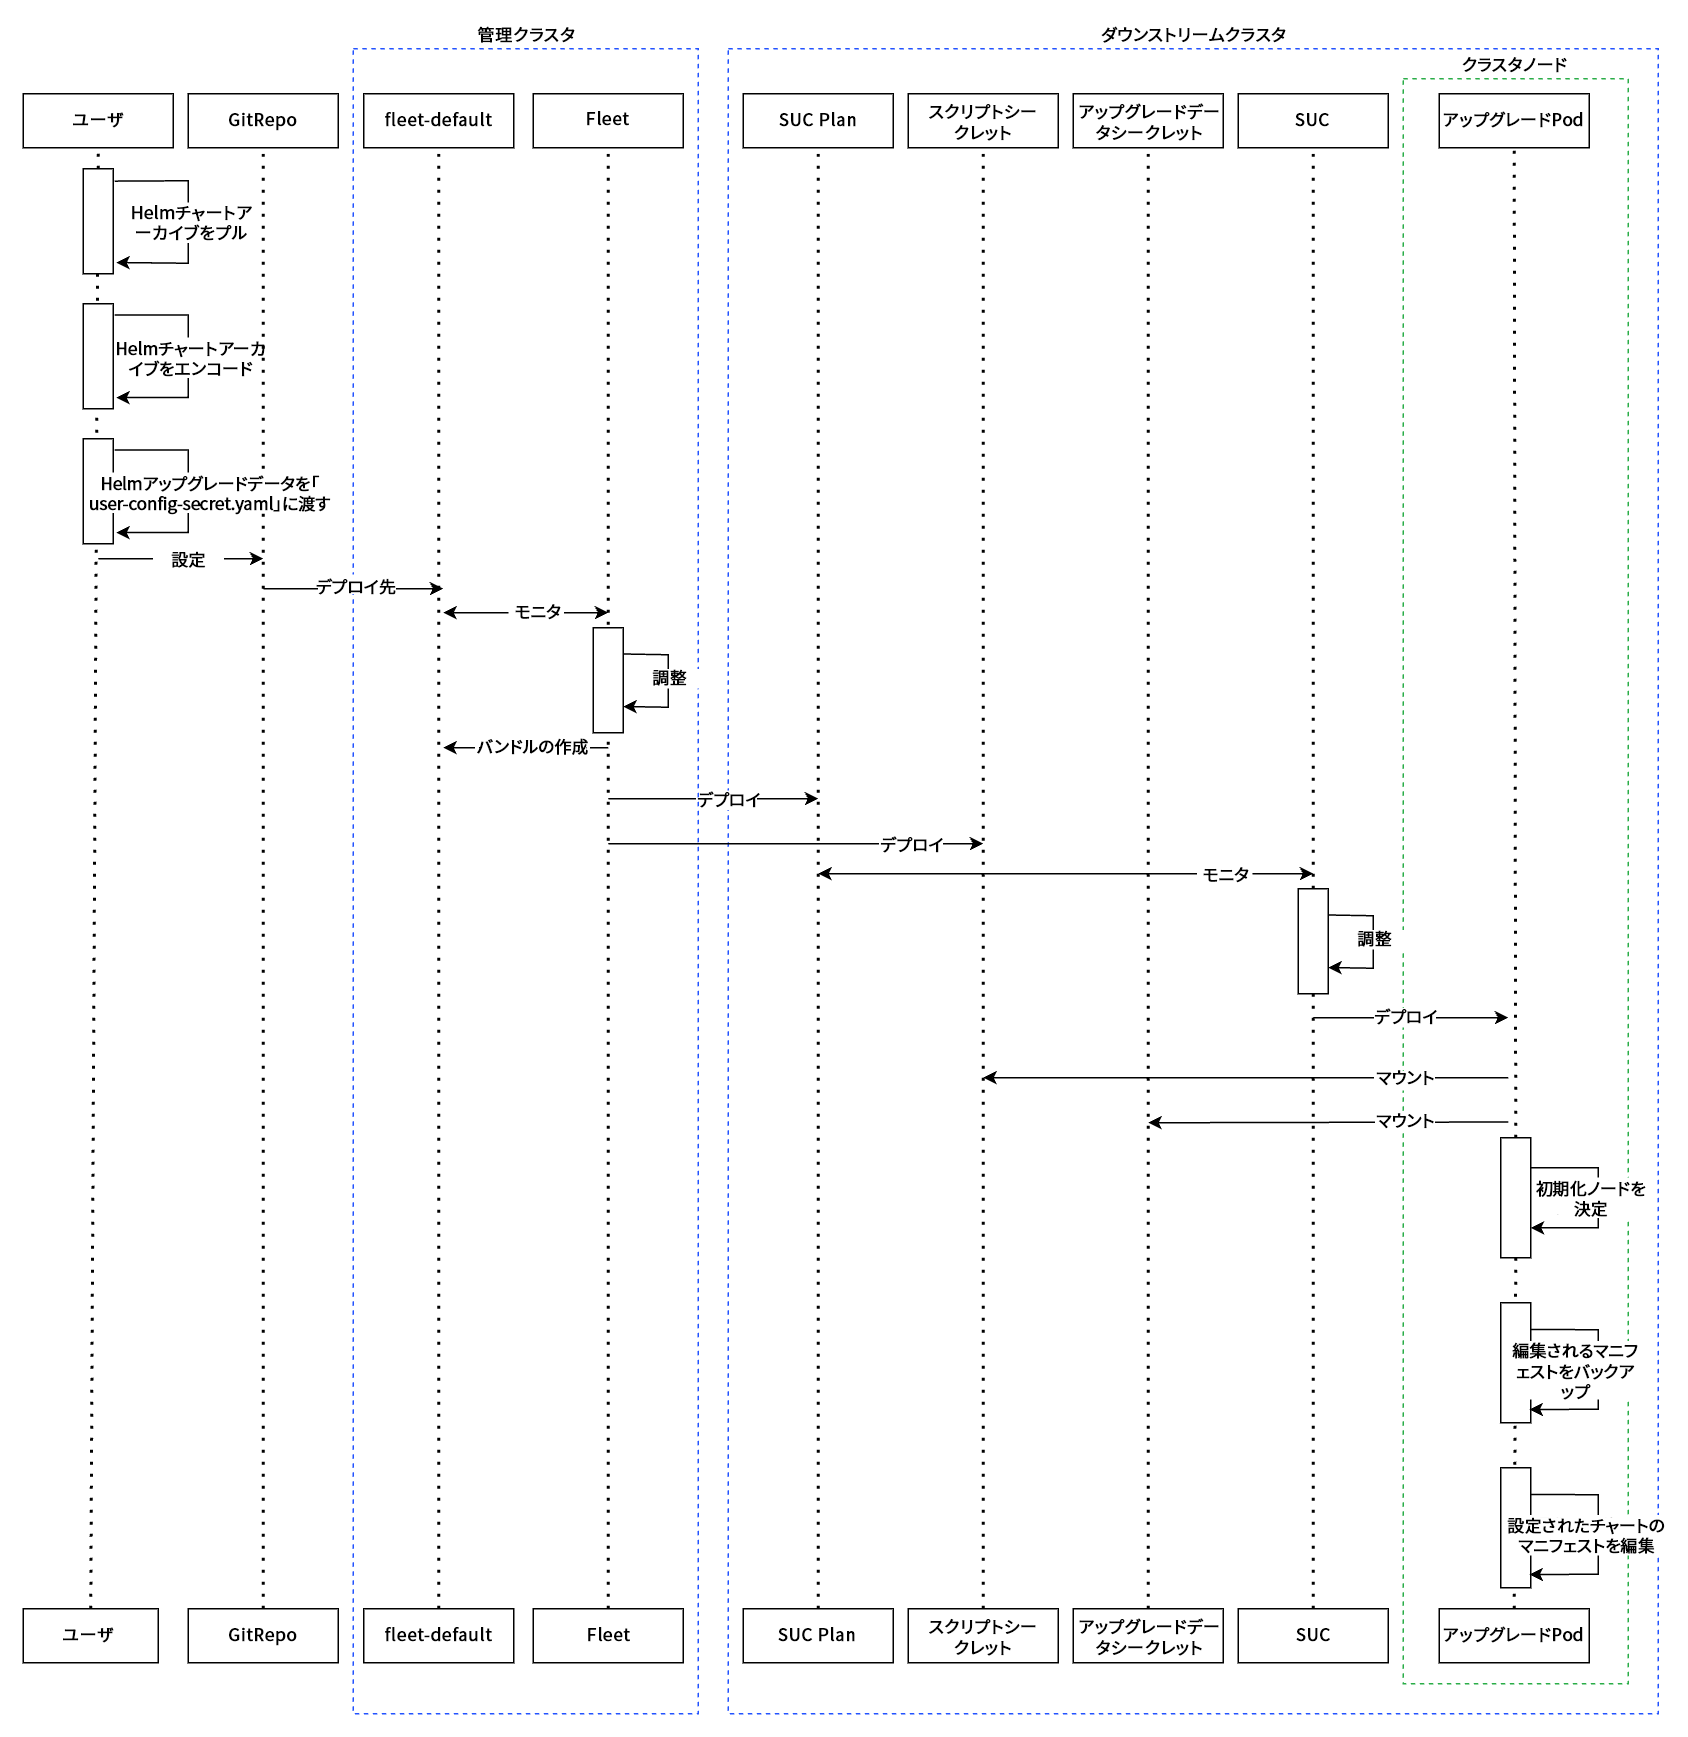 管理クラスタ
ダウンストリームクラスタ
クラスタノード
ユーザ
GitRepo
fleet-default
Fleet
SUC Plan
スクリプトシー
クレット
アップグレードデー
タシークレット
SUC
アップグレードPod
Helmチャートア
ーカイブをプル
Helmチャートアーカ
イブをエンコード
Helmアップグレードデータを「
user-config-secret.yaml」に渡す
設定
デプロイ先
モニタ
調整
バンドルの作成
デプロイ
デプロイ
モニタ
調整
デプロイ
マウント
マウント
初期化ノードを
決定
編集されるマニフ
ェストをバックア
ップ
設定されたチャートの
マニフェストを編集
ユーザ
GitRepo
fleet-default
Fleet
SUC Plan
スクリプトシー
クレット
アップグレードデー
タシークレット
SUC
アップグレードPod